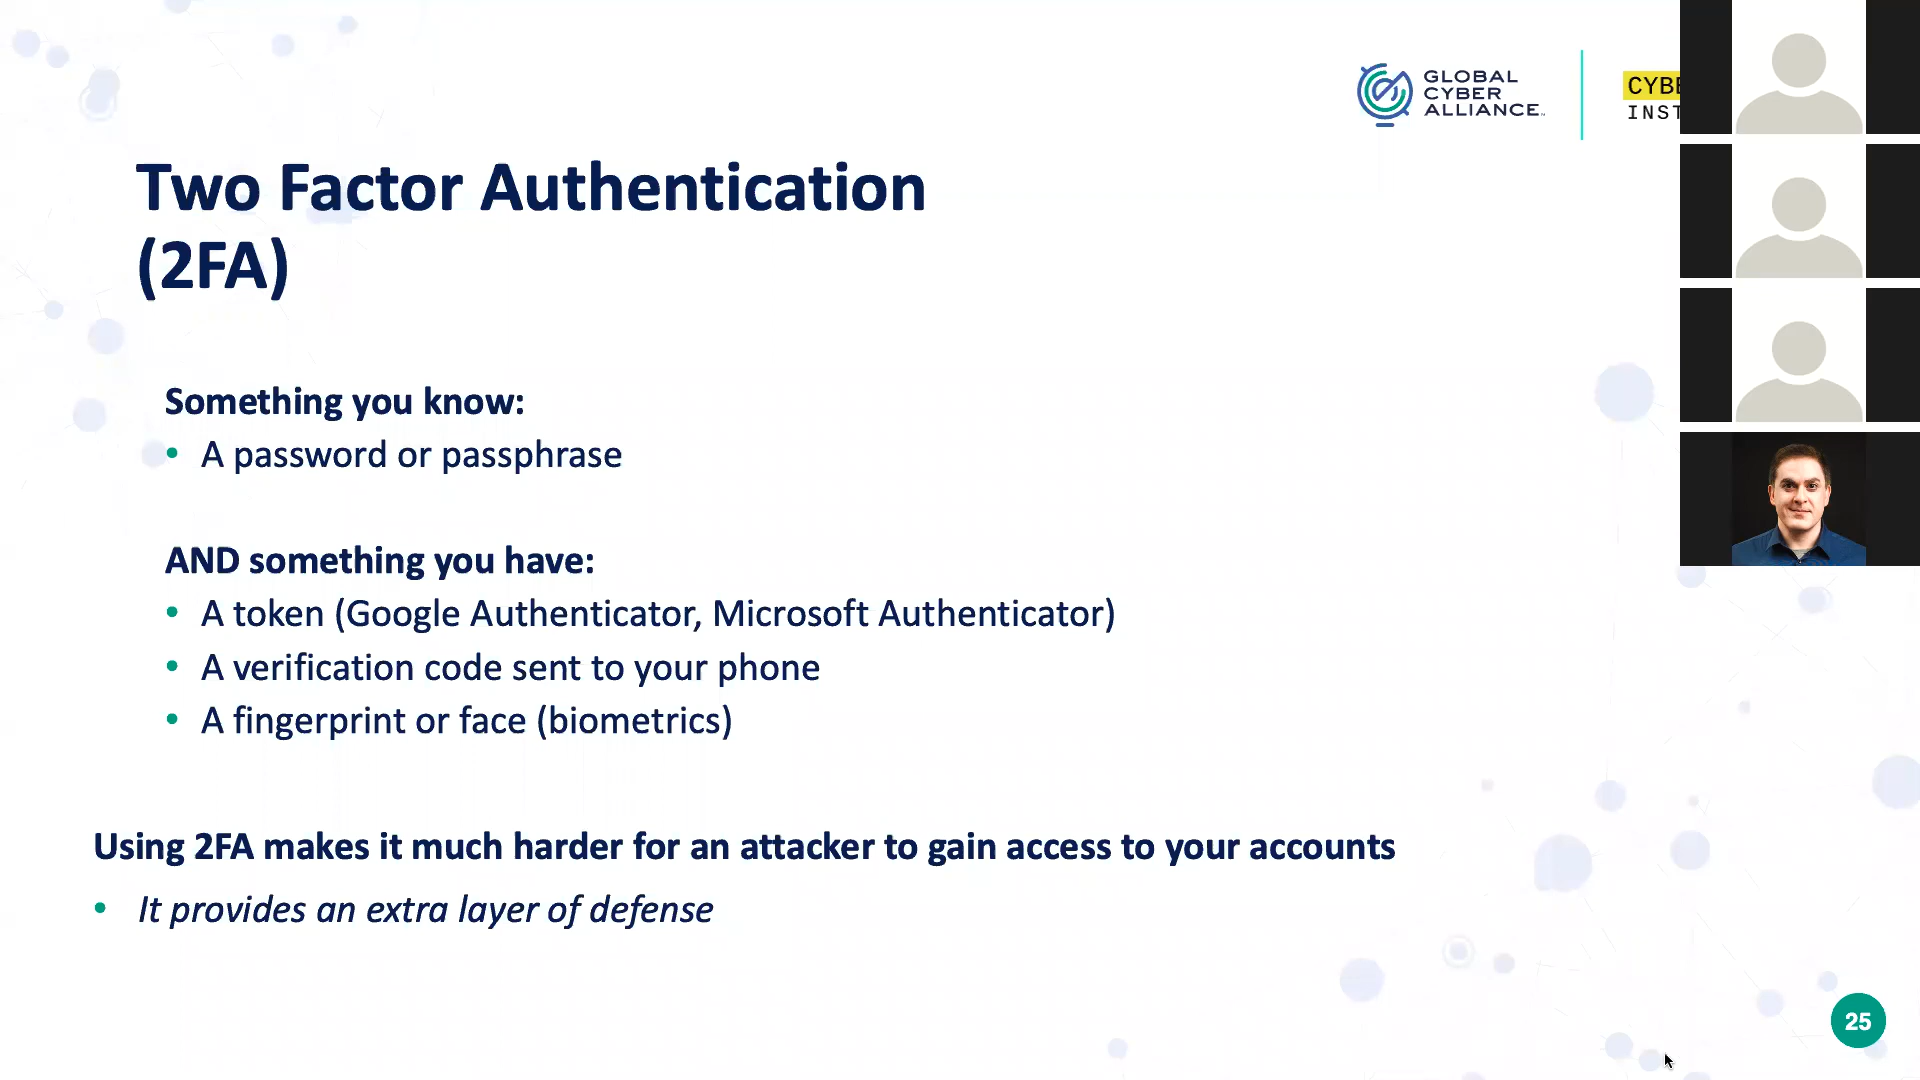 GLOBAL
CYBER
ALLIANCE
Two Factor Authentication
(2FA)
Something you know:
• A password or passphrase
AND something you have:
• A token (Google Authenticator, Microsoft Authenticator)
• A verification code sent to your phone
• A fingerprint or face (biometrics)
Using 2FA makes it much harder for an attacker to gain access to your accounts
• It provides an extra layer of defense
25